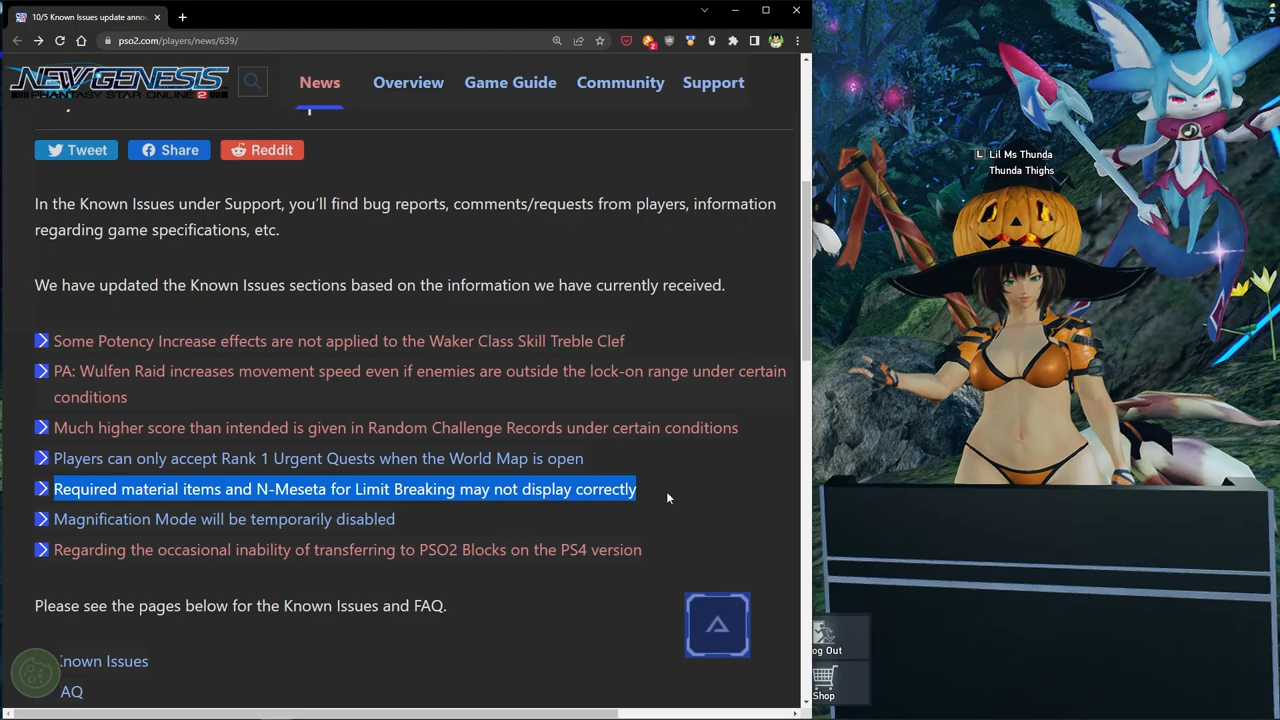 10/5 Known Issues update annou
pso2.com/players/news/639/
2
NEW GENESIS
PHANTASY STAR ONLINE 2
News
Overview
Game Guide
Community
Support
Tweet
Share
Reddit
In the Known Issues under Support, you'll find bug reports, comments/requests from players, information
regarding game specifications, etc.
We have updated the Known Issues sections based on the information we have currently received.
Some Potency Increase effects are not applied to the Waker Class Skill Treble Clef
PA: Wulfen Raid increases movement speed even if enemies are outside the lock-on range under certain
conditions
Much higher score than intended is given in Random Challenge Records under certain conditions
Players can only accept Rank 1 Urgent Quests when the World Map is open
Required material items and N-Meseta for Limit Breaking may not display correctly
Magnification Mode will be temporarily disabled
Regarding the occasional inability of transferring to PSO2 Blocks on the PS4 version
Please see the pages below for the Known Issues and FAQ.
nown Issues
AQ
L Lil Ms Thunda
Thunda Thighs
og Out
Shop